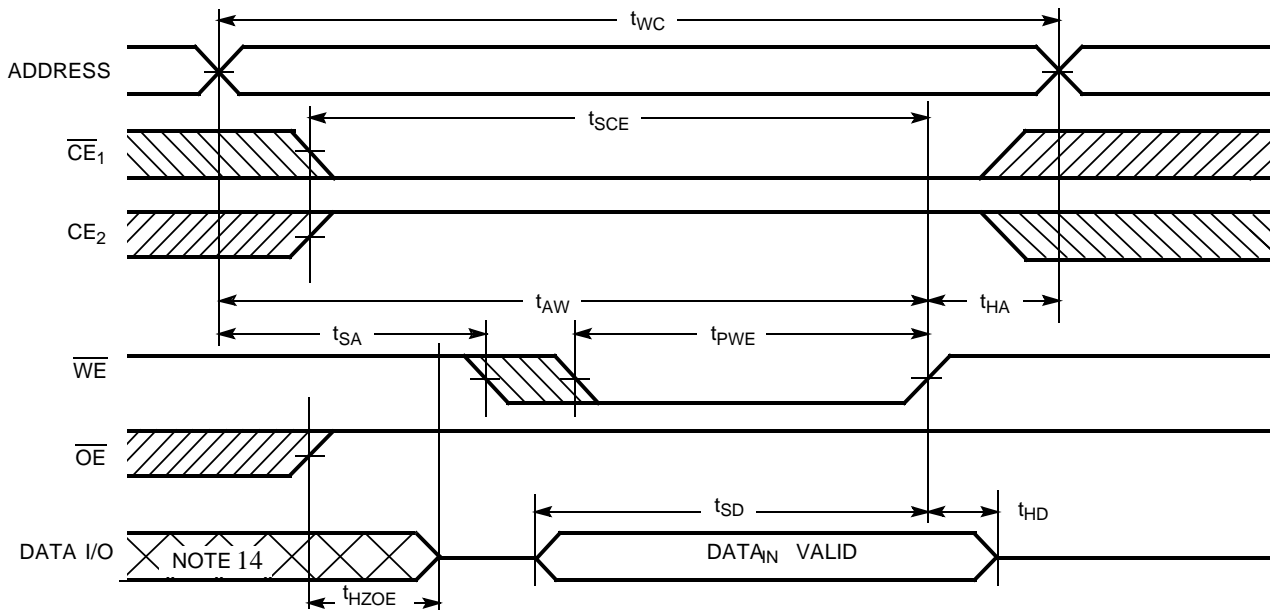 tWC
ADDRESS
tSCE
CE1
CE2
tAW
tHA
tSA
tPWE
WE
OE
tSD
tHD
DATA I/O
NOTE 14
DATAIN VALID
tHZOE